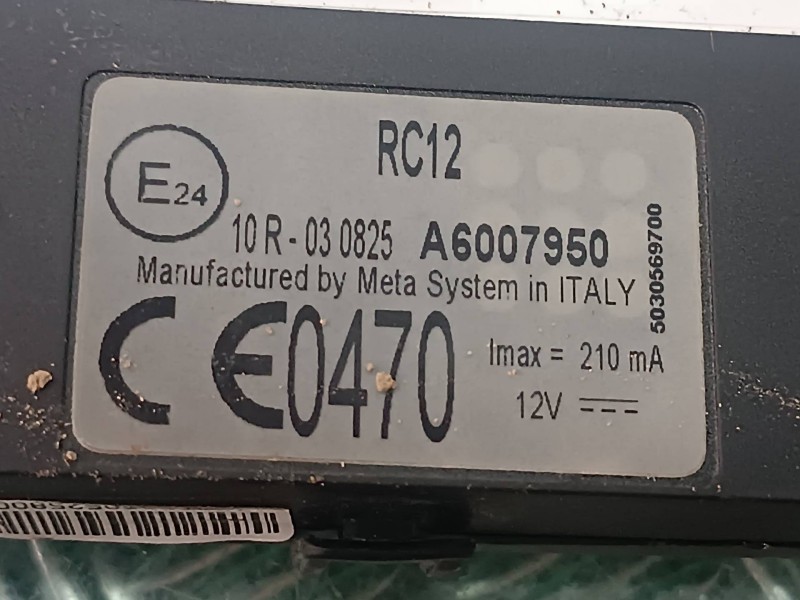 RC12
E24
10 R - 03 0825 A6007950
Manufactured by Meta System in ITALY
CE0470
Imax = 210 mA
12V
5030569700